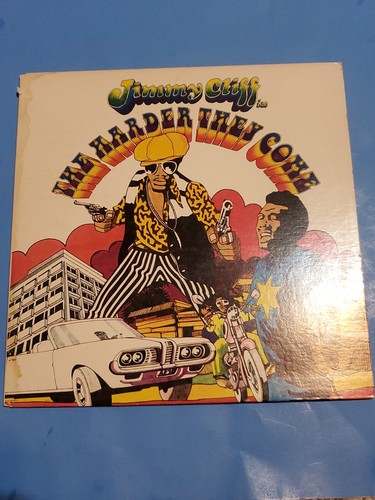 Jimmy Cliff
in
THE HARDER THEY COME